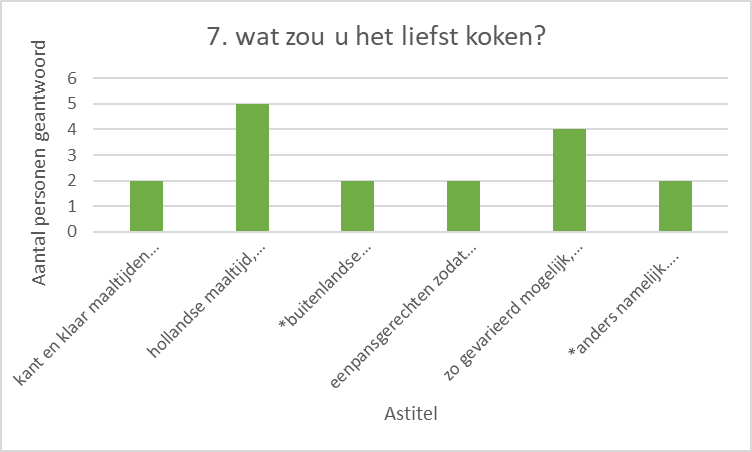 7. wat zou u het liefst koken?
Aantal personen geantwoord
6
5
4
3
2
1
0
kant en klaar maaltijden...
hollandse maaltijd,...
*buitenlandse...
eenpansgerechten zodat...
zo gevarieerd mogelijk,...
*anders namelijk....
Astitel